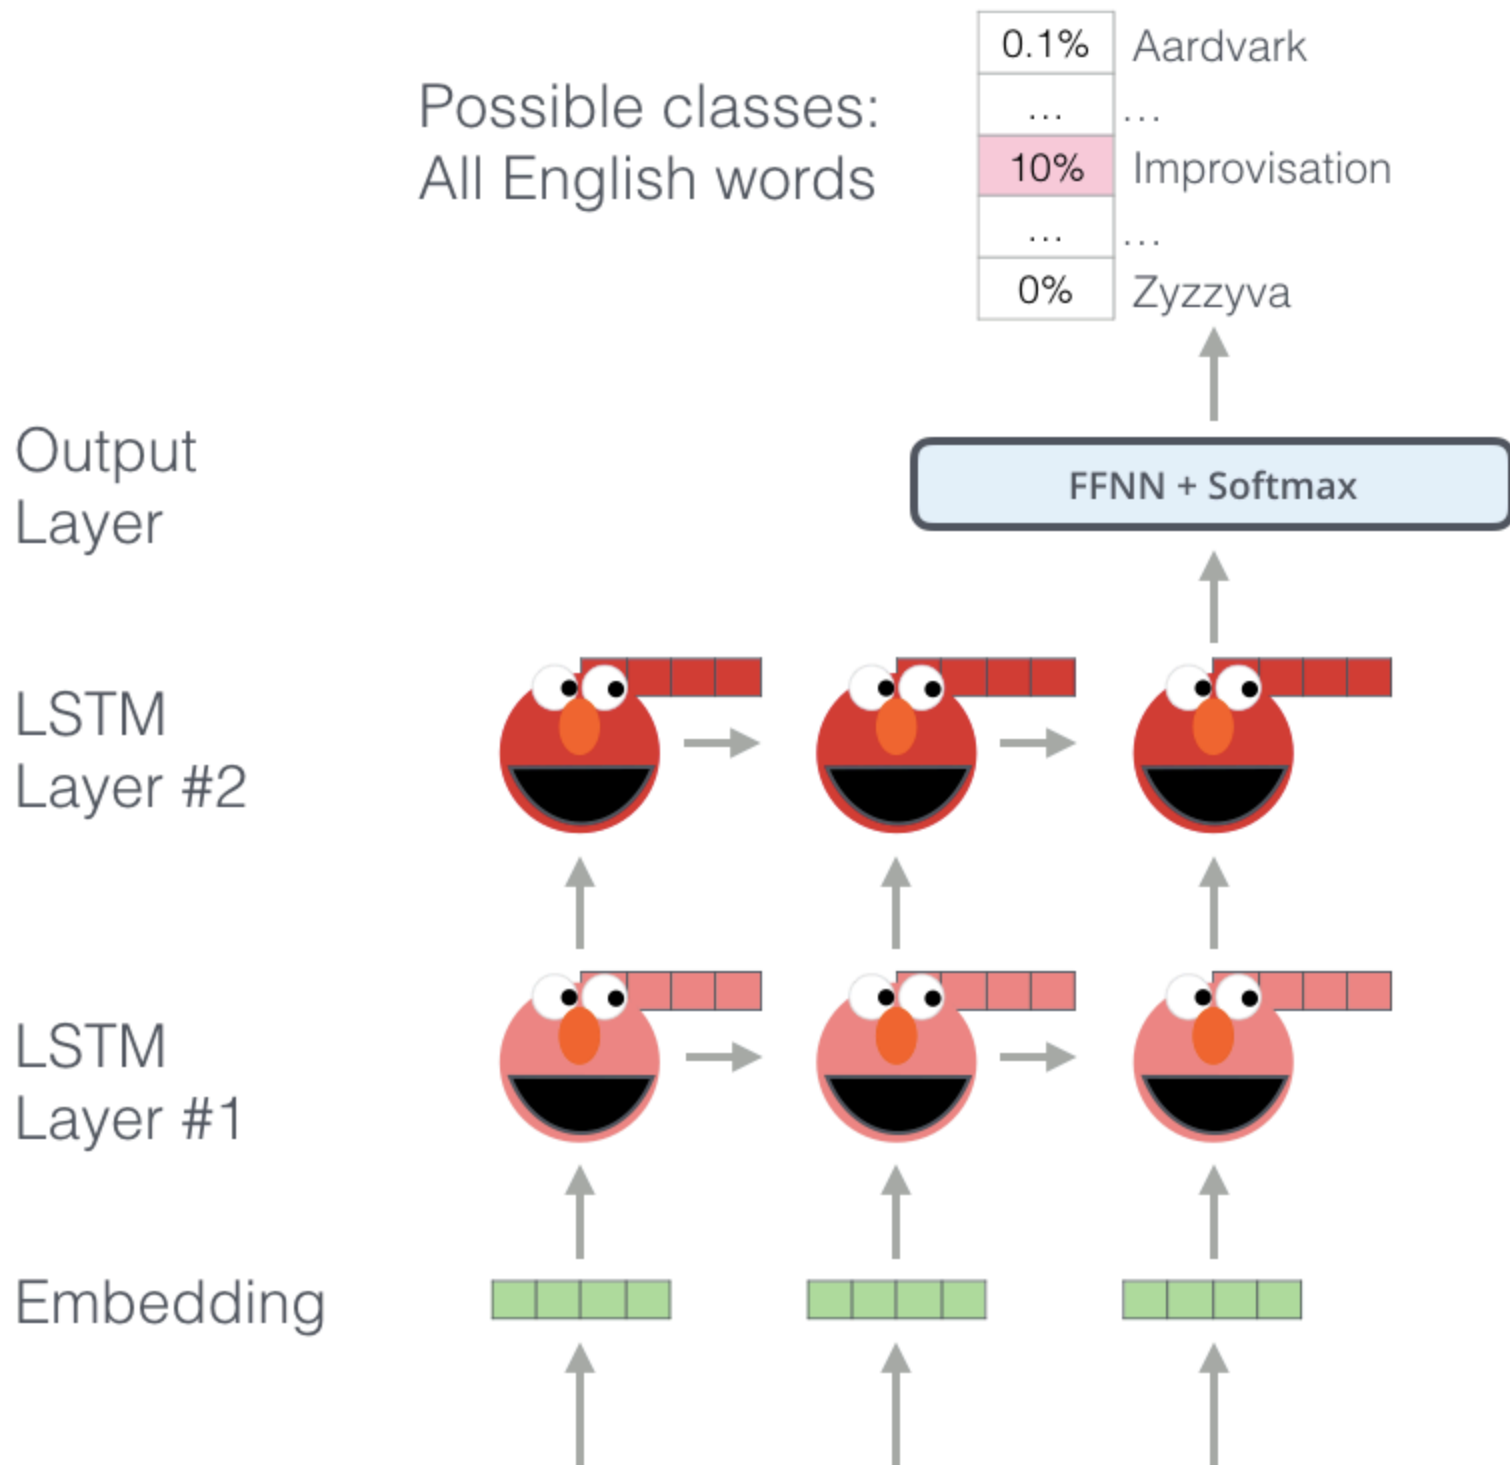 0.1% Aardvark
Possible classes:
... ...
All English words
10% Improvisation
... ...
0% Zyzzyva
Output
Layer
FFNN + Softmax
LSTM
Layer #2
LSTM
Layer #1
Embedding